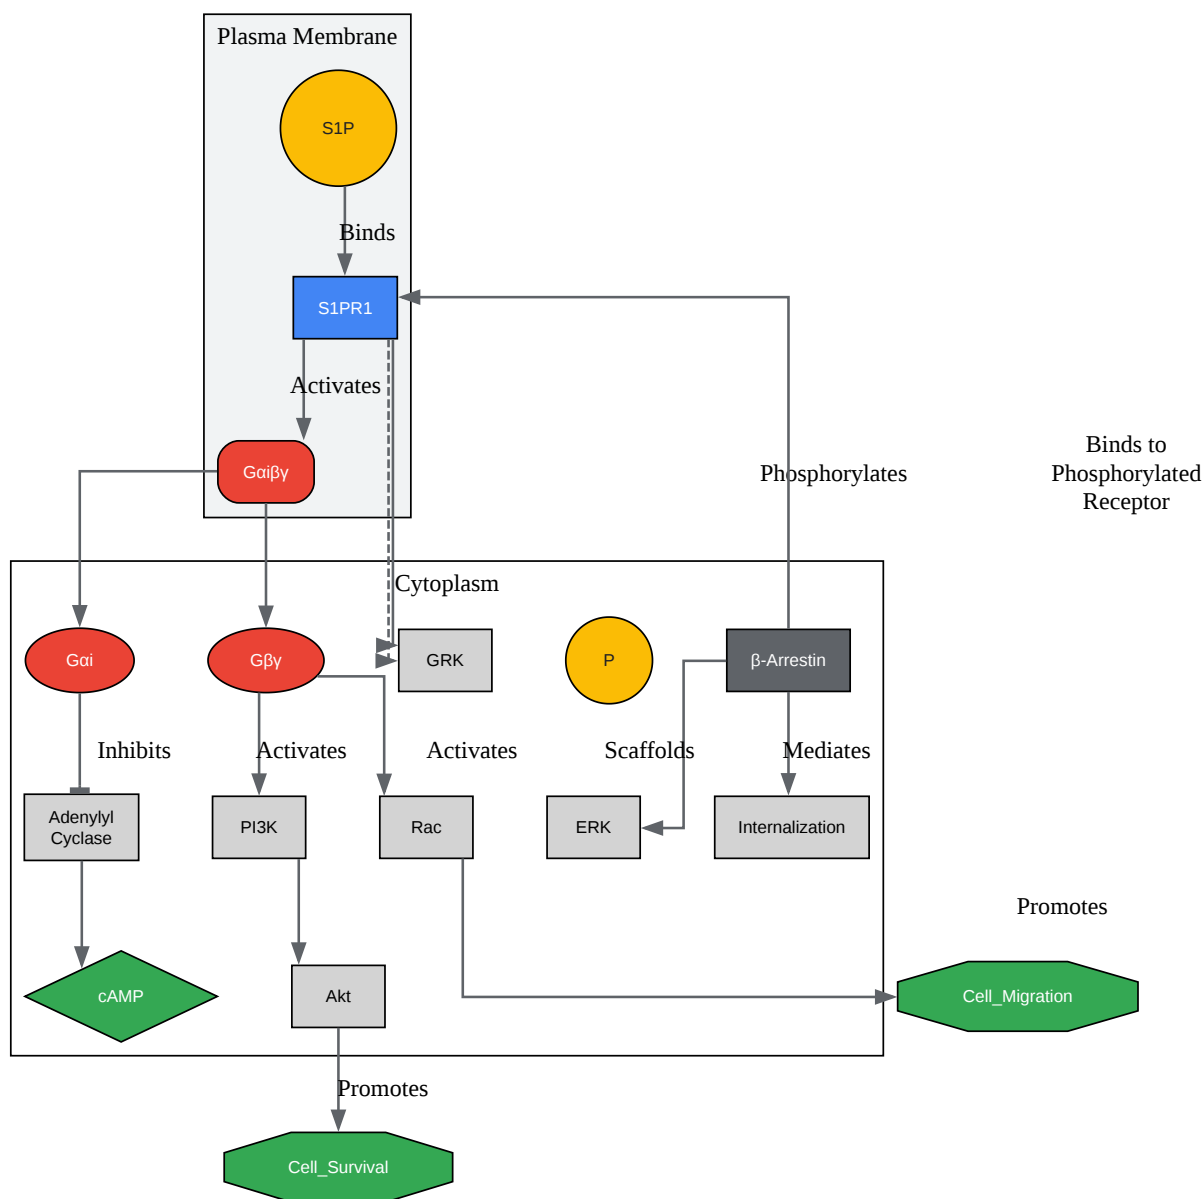 Plasma Membrane
S1P
Binds
S1PR1
Activates
Gαiβγ
Phosphorylates
Binds to
Phosphorylated
Receptor
Cytoplasm
Gαi
Gβγ
GRK
P
β-Arrestin
Inhibits
Activates
Activates
Scaffolds
Mediates
Adenylyl
Cyclase
PI3K
Rac
ERK
Internalization
Promotes
cAMP
Akt
Cell_Migration
Promotes
Cell_Survival